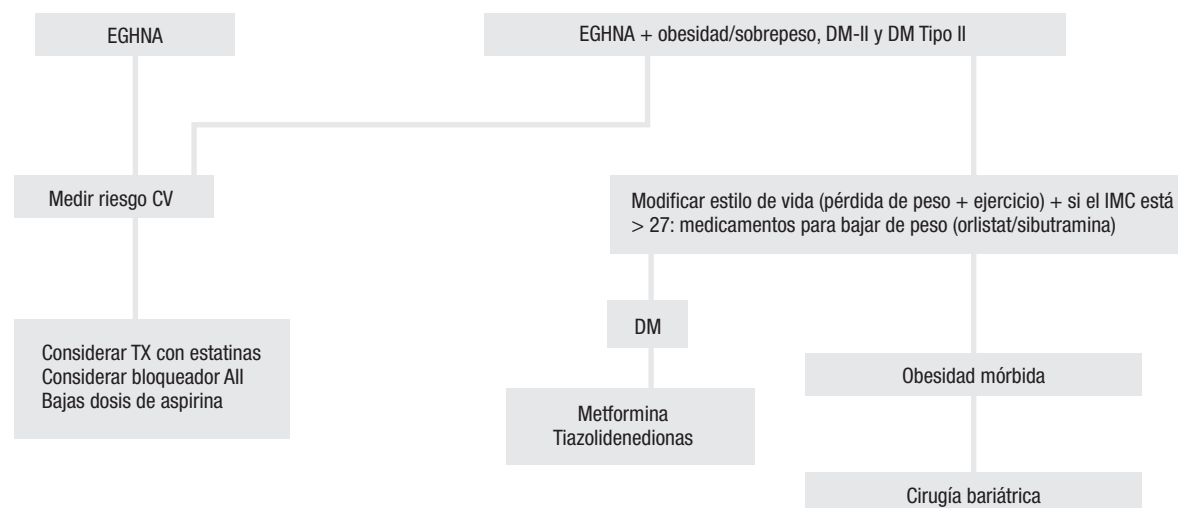 EGHNA
EGHNA + obesidad/sobrepeso, DM-II y DM Tipo II
Medir riesgo CV
Modificar estilo de vida (pérdida de peso + ejercicio) + si el IMC está
> 27: medicamentos para bajar de peso (orlistat/sibutramina)
Considerar TX con estatinas
Considerar bloqueador AII
Bajas dosis de aspirina
DM
Metformina
Tiazolidenedionas
Obesidad mórbida
Cirugía bariátrica